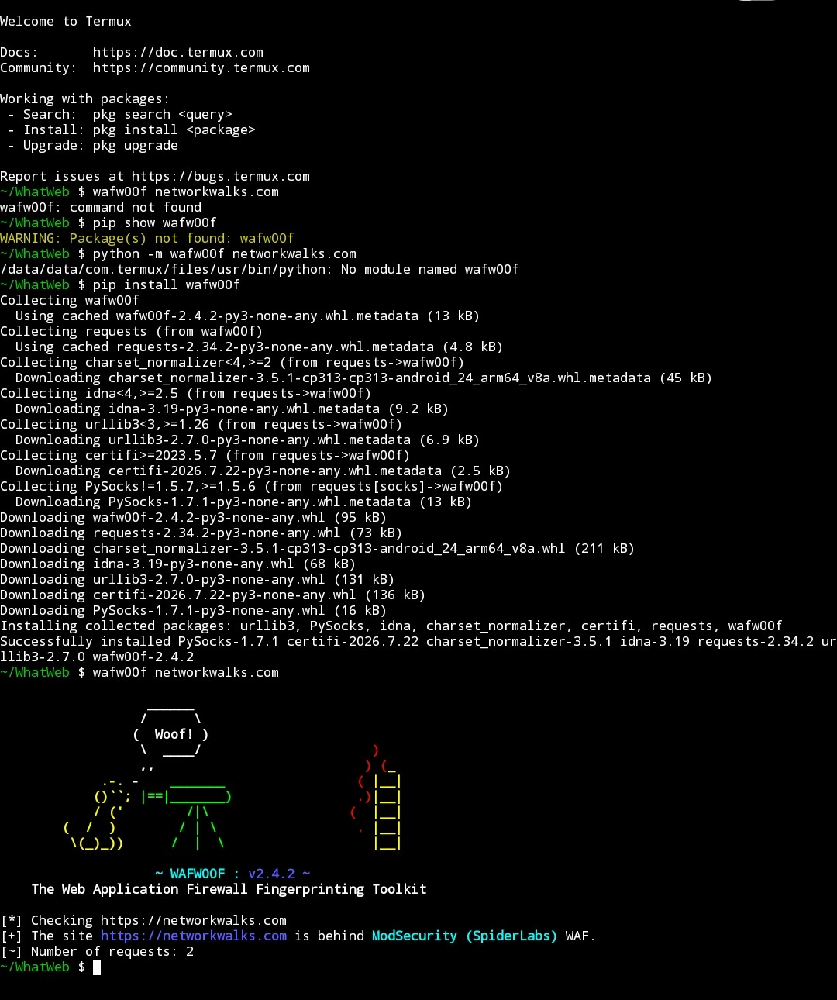 Welcome to Termux
Docs:       https://doc.termux.com
Community:  https://community.termux.com
Working with packages:
 - Search:  pkg search <query>
 - Install: pkg install <package>
 - Upgrade: pkg upgrade
Report issues at https://bugs.termux.com
~/WhatWeb $ wafw00f networkwalks.com
wafw00f: command not found
~/WhatWeb $ pip show wafw00f
WARNING: Package(s) not found: wafw00f
~/WhatWeb $ python -m wafw00f networkwalks.com
/data/data/com.termux/files/usr/bin/python: No module named wafw00f
~/WhatWeb $ pip install wafw00f
Collecting wafw00f
  Using cached wafw00f-2.4.2-py3-none-any.whl.metadata (13 kB)
Collecting requests (from wafw00f)
  Using cached requests-2.34.2-py3-none-any.whl.metadata (4.8 kB)
Collecting charset_normalizer<4,>=2 (from requests->wafw00f)
  Downloading charset_normalizer-3.5.1-cp313-cp313-android_24_arm64_v8a.whl.metadata (45 kB)
Collecting idna<4,>=2.5 (from requests->wafw00f)
  Downloading idna-3.19-py3-none-any.whl.metadata (9.2 kB)
Collecting urllib3<3,>=1.26 (from requests->wafw00f)
  Downloading urllib3-2.7.0-py3-none-any.whl.metadata (6.9 kB)
Collecting certifi>=2023.5.7 (from requests->wafw00f)
  Downloading certifi-2026.7.22-py3-none-any.whl.metadata (2.5 kB)
Collecting PySocks!=1.5.7,>=1.5.6 (from requests[socks]->wafw00f)
  Downloading PySocks-1.7.1-py3-none-any.whl.metadata (13 kB)
Downloading wafw00f-2.4.2-py3-none-any.whl (95 kB)
Downloading requests-2.34.2-py3-none-any.whl (73 kB)
Downloading charset_normalizer-3.5.1-cp313-cp313-android_24_arm64_v8a.whl (211 kB)
Downloading idna-3.19-py3-none-any.whl (68 kB)
Downloading urllib3-2.7.0-py3-none-any.whl (131 kB)
Downloading certifi-2026.7.22-py3-none-any.whl (136 kB)
Downloading PySocks-1.7.1-py3-none-any.whl (16 kB)
Installing collected packages: urllib3, PySocks, idna, charset_normalizer, certifi, requests, wafw00f
Successfully installed PySocks-1.7.1 certifi-2026.7.22 charset_normalizer-3.5.1 idna-3.19 requests-2.34.2 ur
llib3-2.7.0 wafw00f-2.4.2
~/WhatWeb $ wafw00f networkwalks.com
Woof!
~ WAFW00F : v2.4.2 ~
The Web Application Firewall Fingerprinting Toolkit
[*] Checking https://networkwalks.com
[+] The site https://networkwalks.com is behind ModSecurity (SpiderLabs) WAF.
[~] Number of requests: 2
~/WhatWeb $